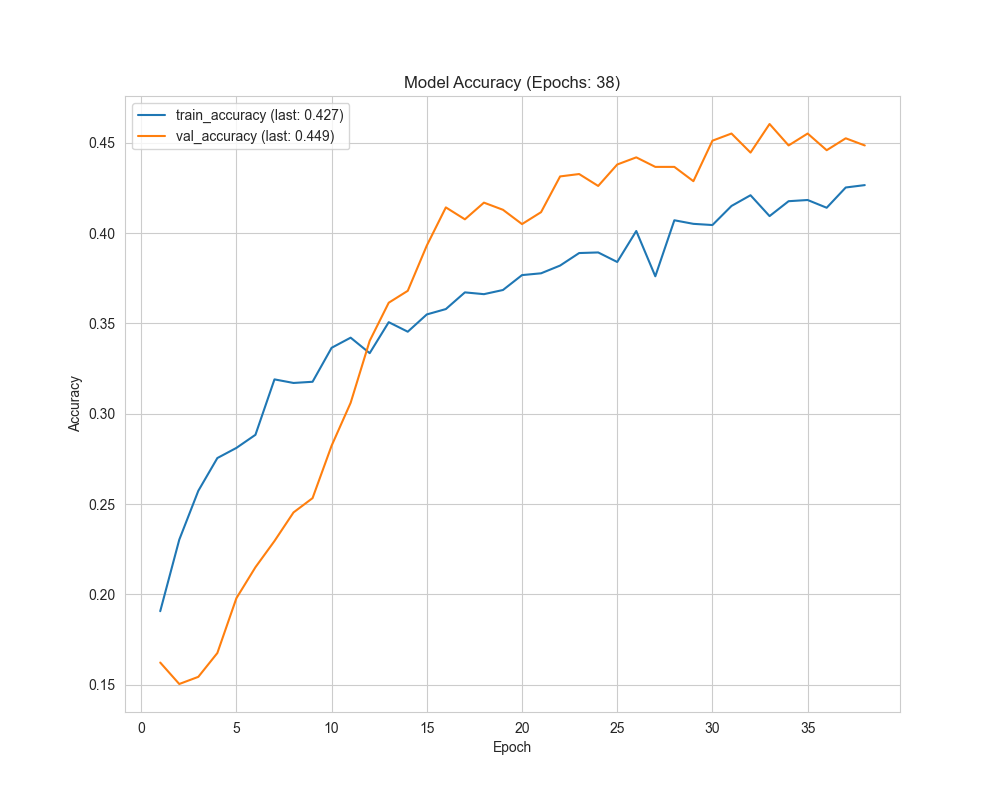 Model Accuracy (Epochs: 38)
train_accuracy (last: 0.427)
val_accuracy (last: 0.449)
0.45
0.40
0.35
0.30
0.25
0.20
0.15
Accuracy
0 5 10 15 20 25 30 35
Epoch